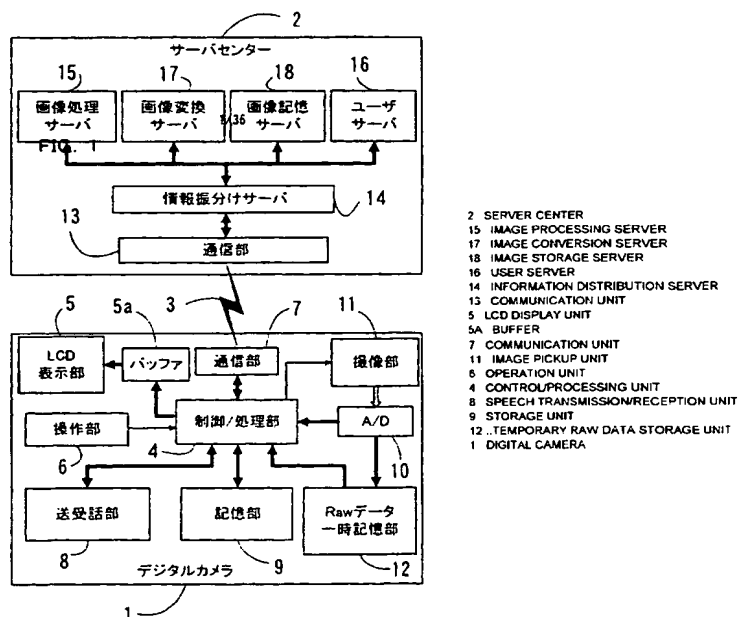 2
サーバセンター
15
17
18
16
画像処理
サーバ
画像変換
サーバ
1/36
画像記憶
サーバ
ユーザ
サーバ
FIG. 1
情報振分けサーバ
14
13
通信部
3
5
5a
7
11
LCD
表示部
バッファ
通信部
撮像部
操作部
6
制御/処理部
4
A/D
10
送受話部
8
記憶部
9
Rawデータ
一時記憶部
12
デジタルカメラ
1
2 SERVER CENTER
15 IMAGE PROCESSING SERVER
17 IMAGE CONVERSION SERVER
18 IMAGE STORAGE SERVER
16 USER SERVER
14 INFORMATION DISTRIBUTION SERVER
13 COMMUNICATION UNIT
5 LCD DISPLAY UNIT
5A BUFFER
7 COMMUNICATION UNIT
11 IMAGE PICKUP UNIT
6 OPERATION UNIT
4 CONTROL/PROCESSING UNIT
8 SPEECH TRANSMISSION/RECEPTION UNIT
9 STORAGE UNIT
12 ..TEMPORARY RAW DATA STORAGE UNIT
1 DIGITAL CAMERA